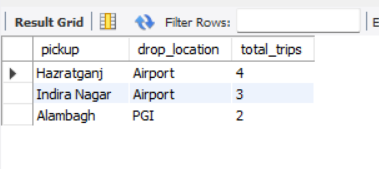 Result Grid Filter Rows: E
pickup drop_location total_trips
Hazratganj Airport 4
Indira Nagar Airport 3
Alambagh PGI 2